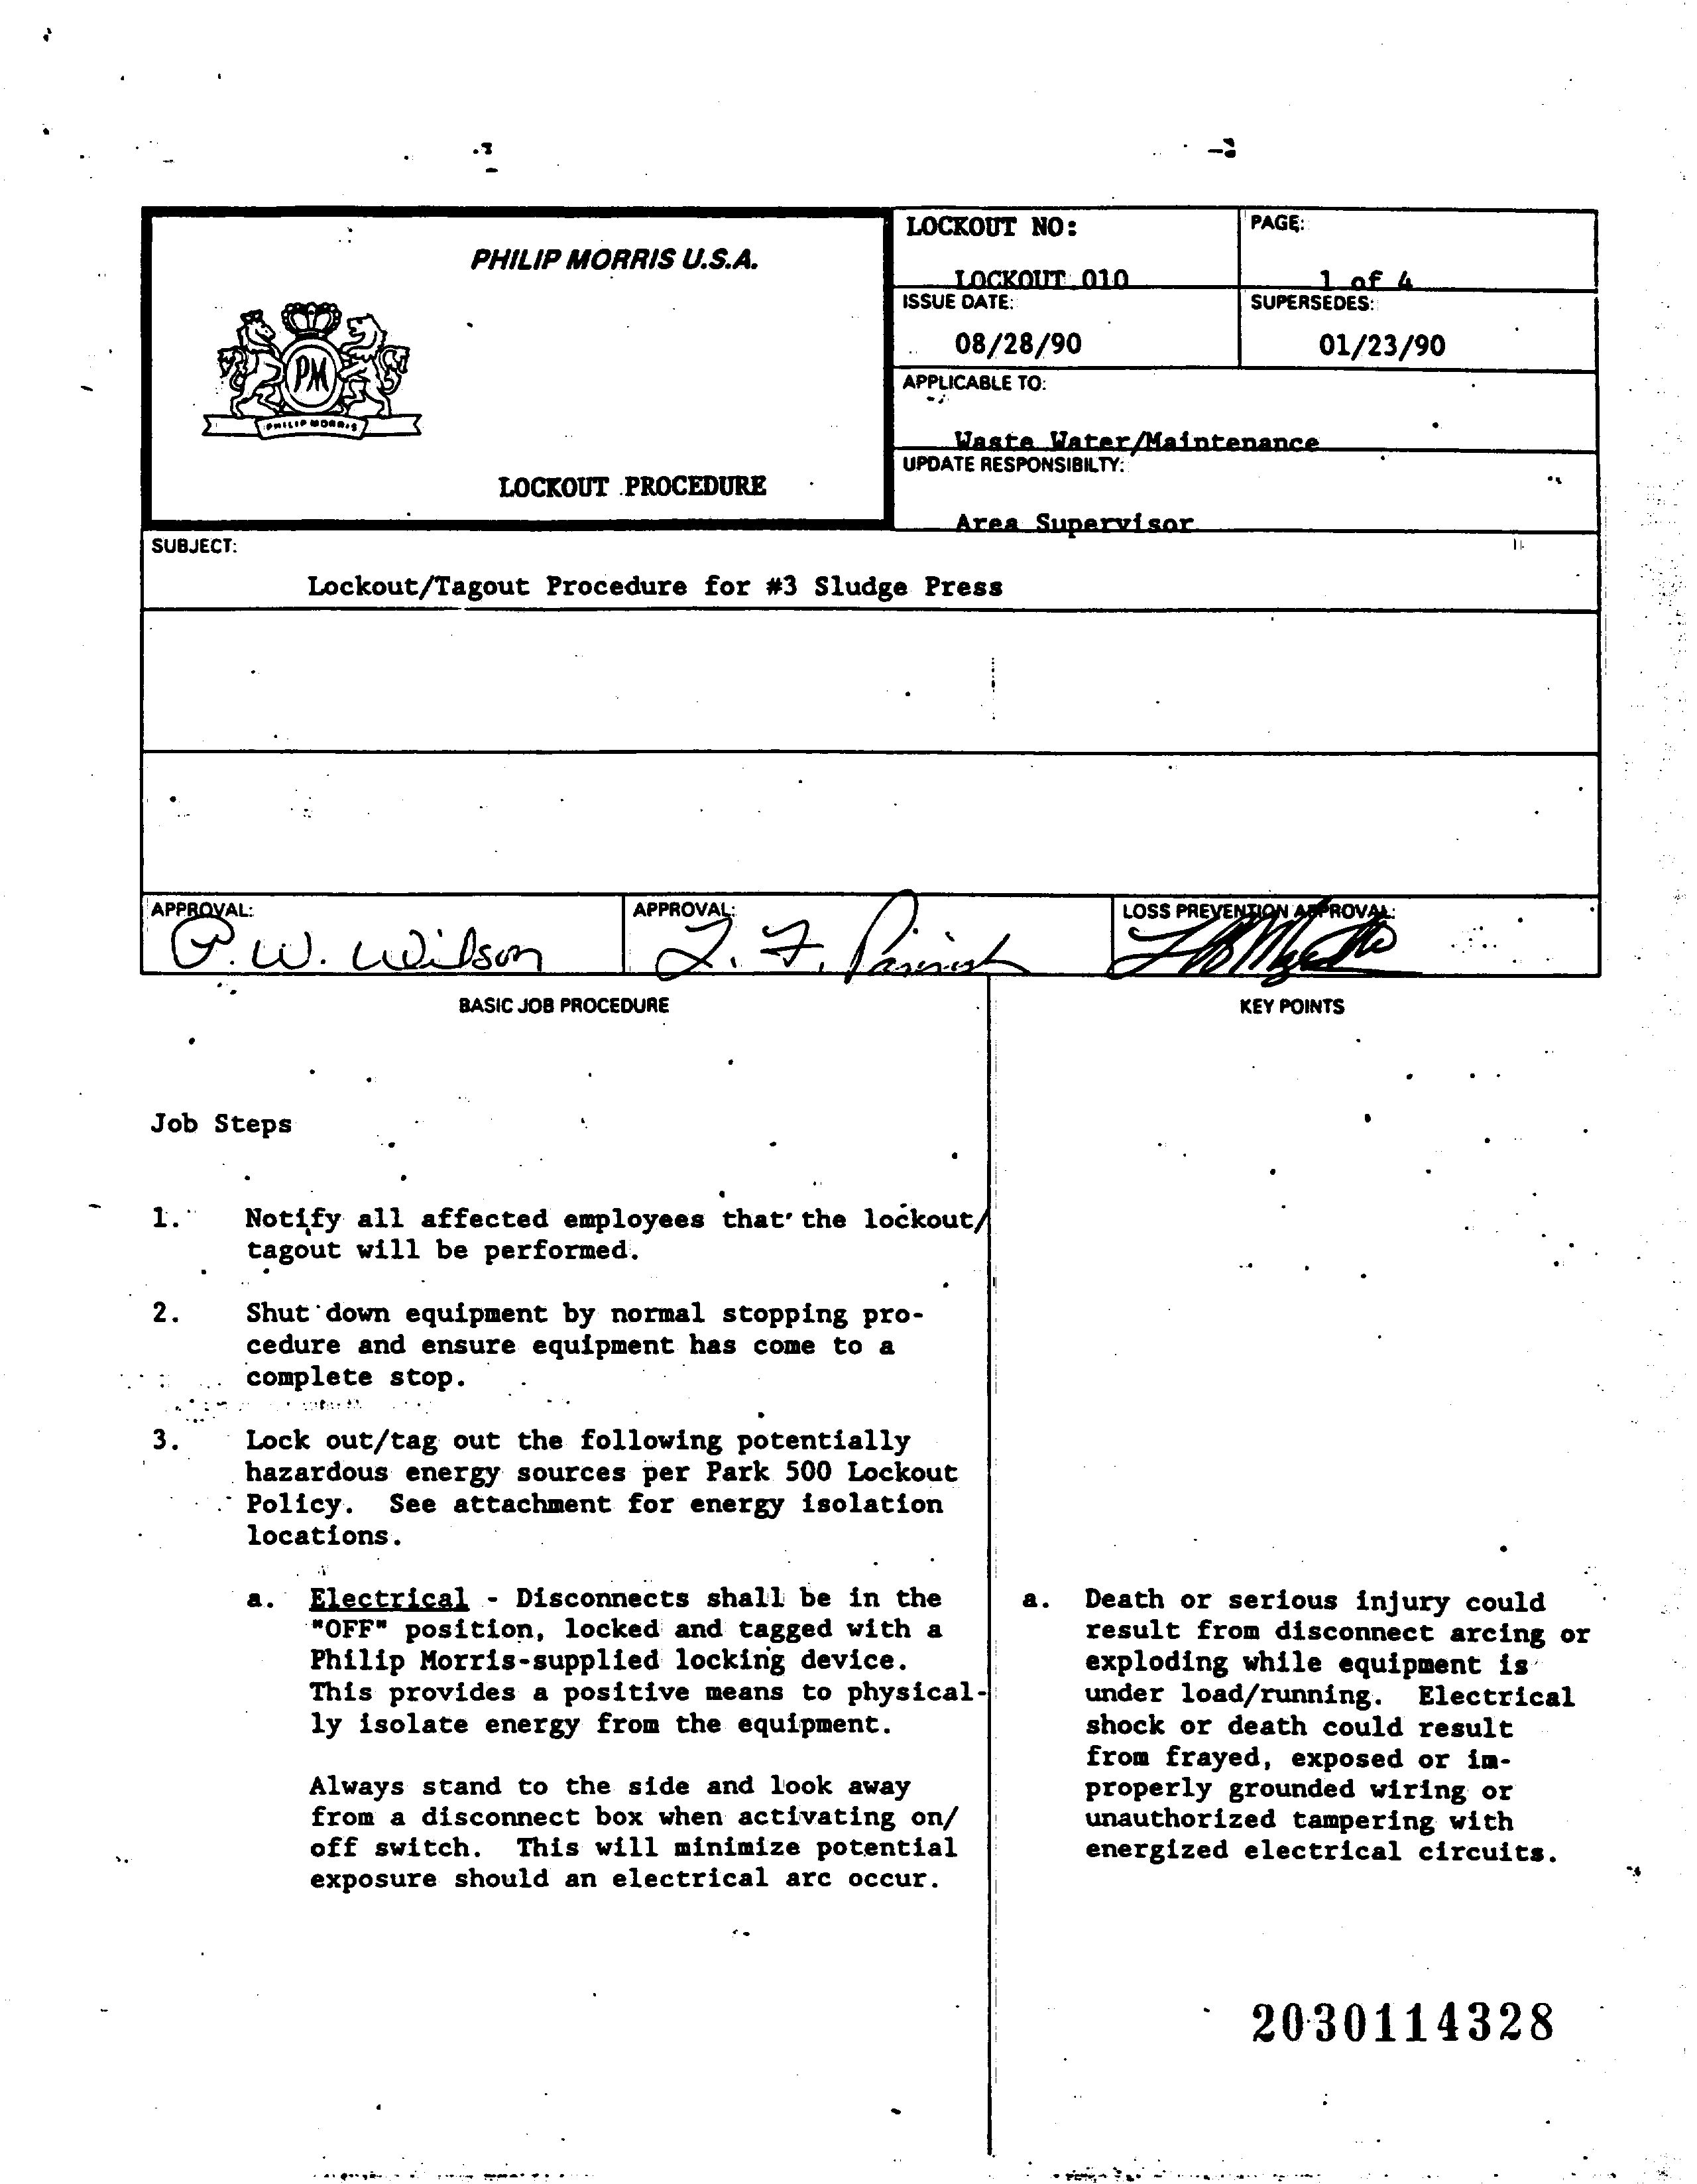 PHILIP MORRIS U.S.A.
PM
PHILIP MORRIS
LOCKOUT PROCEDURE
LOCKOUT NO:
LOCKOUT 010
PAGE:
1 of 4
ISSUE DATE:
08/28/90
SUPERSEDES:
01/23/90
APPLICABLE TO:
Waste Water/Maintenance
UPDATE RESPONSIBILTY:
Area Supervisor
SUBJECT:
Lockout/Tagout Procedure for #3 Sludge Press
APPROVAL:
P.W. Wilson
APPROVAL:
LOSS PREVENTION APPROVAL:
BASIC JOB PROCEDURE
Job Steps
1. Notify all affected employees that the lockout/
tagout will be performed.
2. Shut down equipment by normal stopping pro-
cedure and ensure equipment has come to a
complete stop.
3. Lock out/tag out the following potentially
hazardous energy sources per Park 500 Lockout
Policy. See attachment for energy isolation
locations.
a. Electrical - Disconnects shall be in the
"OFF" position, locked and tagged with a
Philip Morris-supplied locking device.
This provides a positive means to physical-
ly isolate energy from the equipment.
Always stand to the side and look away
from a disconnect box when activating on/
off switch. This will minimize potential
exposure should an electrical arc occur.
KEY POINTS
a. Death or serious injury could
result from disconnect arcing or
exploding while equipment is
under load/running. Electrical
shock or death could result
from frayed, exposed or im-
properly grounded wiring or
unauthorized tampering with
energized electrical circuits.
2030114328